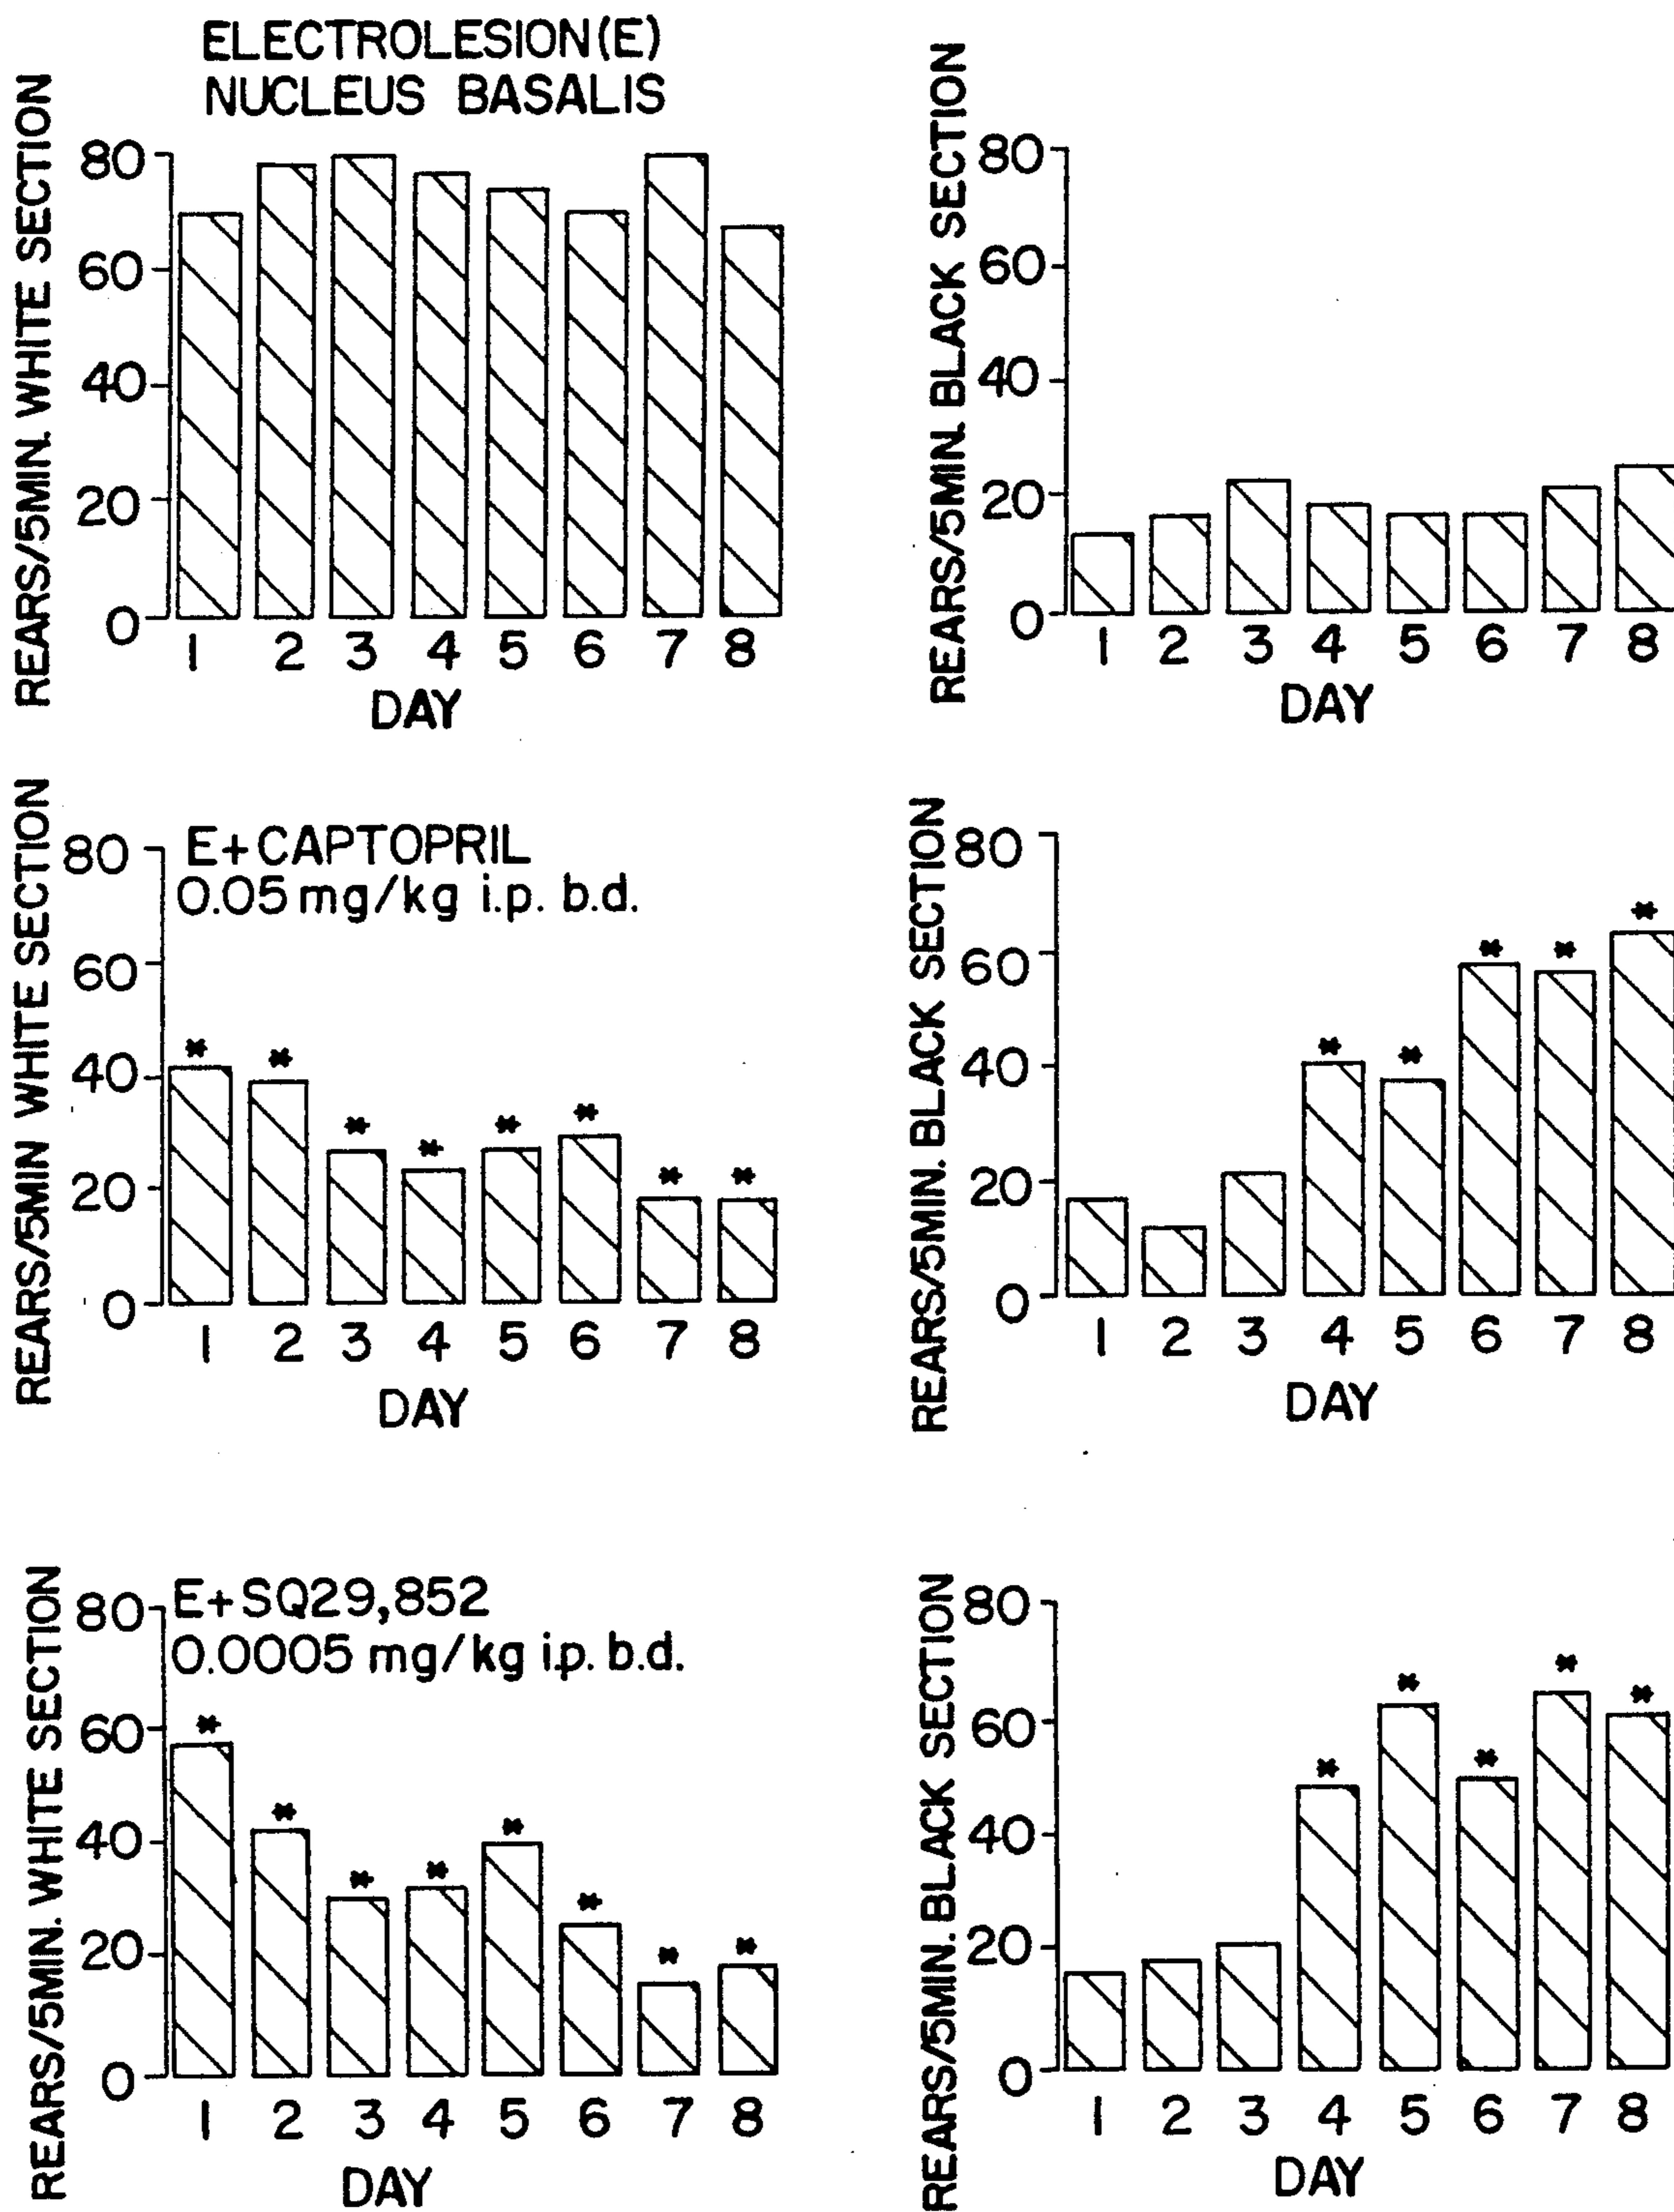 ELECTROLESION(E)
NUCLEUS BASALIS
REARS/5MIN. WHITE SECTION
80
60
40
20
0
1 2 3 4 5 6 7 8
DAY
REARS/5MIN. BLACK SECTION
80
60
40
20
0
1 2 3 4 5 6 7 8
DAY
E+CAPTOPRIL
0.05 mg/kg i.p. b.d.
REARS/5MIN WHITE SECTION
80
60
40
20
0
* * * * * * * *
1 2 3 4 5 6 7 8
DAY
REARS/5MIN. BLACK SECTION
80
60
40
20
0
* * * * *
1 2 3 4 5 6 7 8
DAY
E+SQ29,852
0.0005 mg/kg i.p. b.d.
REARS/5MIN. WHITE SECTION
80
60
40
20
0
* * * * * * * *
1 2 3 4 5 6 7 8
DAY
REARS/5MIN. BLACK SECTION
80
60
40
20
0
* * * * *
1 2 3 4 5 6 7 8
DAY